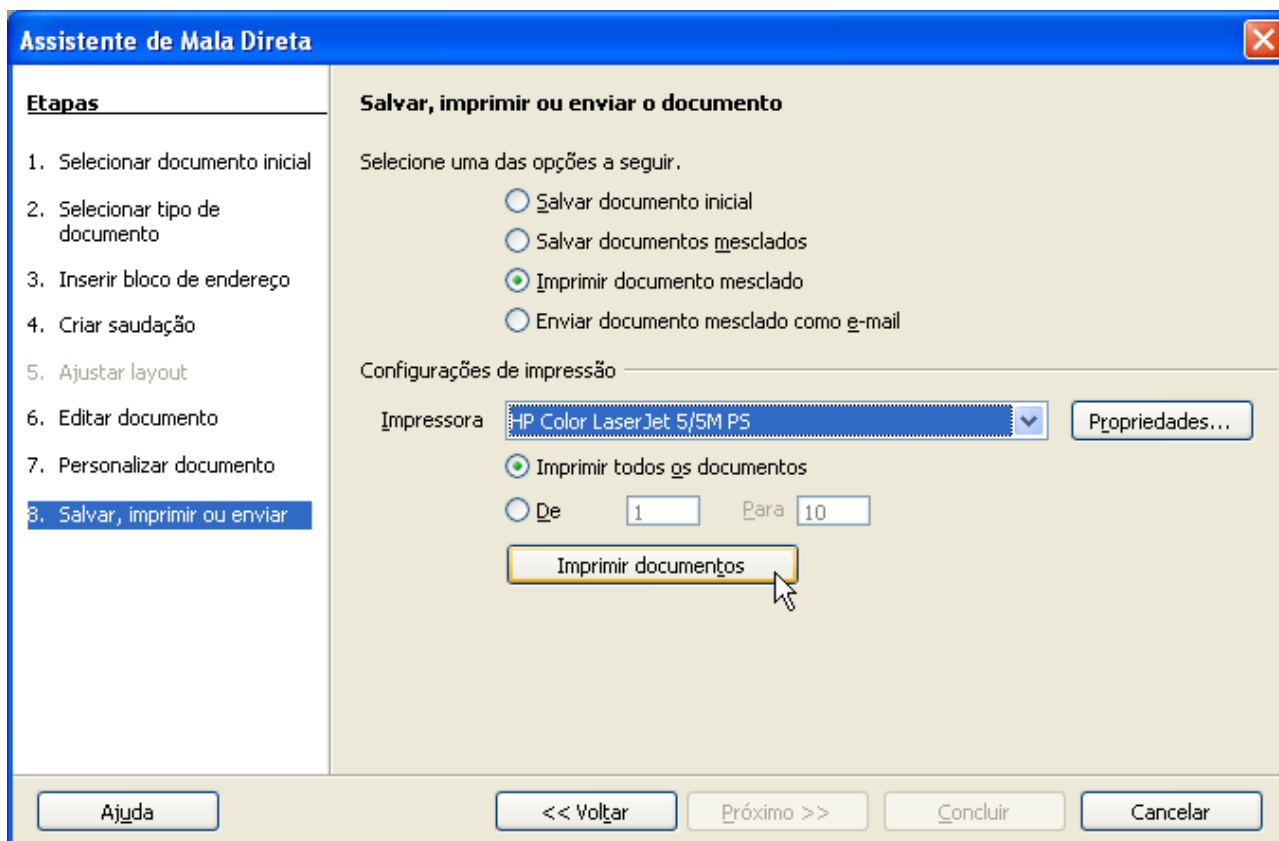 Assistente de Mala Direta
Etapas
1. Selecionar documento inicial
2. Selecionar tipo de
documento
3. Inserir bloco de endereço
4. Criar saudação
5. Ajustar layout
6. Editar documento
7. Personalizar documento
8. Salvar, imprimir ou enviar
Salvar, imprimir ou enviar o documento
Selecione uma das opções a seguir.
Salvar documento inicial
Salvar documentos mesclados
Imprimir documento mesclado
Enviar documento mesclado como e-mail
Configurações de impressão
Impressora HP Color LaserJet 5/5M PS Propriedades...
Imprimir todos os documentos
De 1 Para 10
Imprimir documentos
Ajuda << Voltar Próximo >> Concluir Cancelar